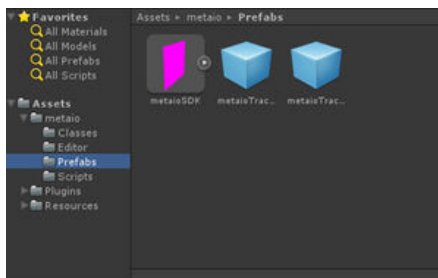 Favorites
All Materials
All Models
All Prefabs
All Scripts
Assets
metaio
Classes
Editor
Prefabs
Scripts
Plugins
Resources
Assets ▸ metaio ▸ Prefabs
metaioSDK
metaioTrac...
metaioTrac...